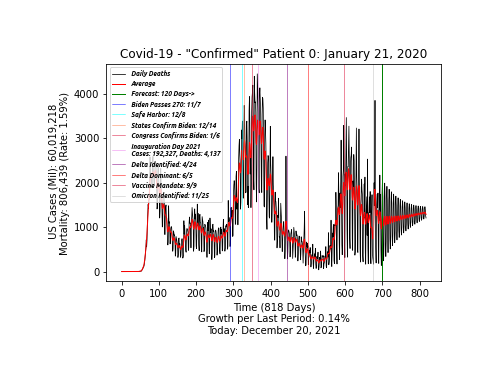 Covid-19 - "Confirmed" Patient 0: January 21, 2020
Daily Deaths
Average
Forecast: 120 Days->
Biden Passes 270: 11/7
Safe Harbor: 12/8
States Confirm Biden: 12/14
Congress Confirms Biden: 1/6
Inauguration Day 2021
Cases: 192,327, Deaths: 4,137
Delta Identified: 4/24
Delta Dominant: 6/5
Vaccine Mandate: 9/9
Omicron Identified: 11/25
US Cases (Mil): 60,019,218
Mortality: 806,439 (Rate: 1.59%)
4000
3000
2000
1000
0
0 100 200 300 400 500 600 700 800
Time (818 Days)
Growth per Last Period: 0.14%
Today: December 20, 2021